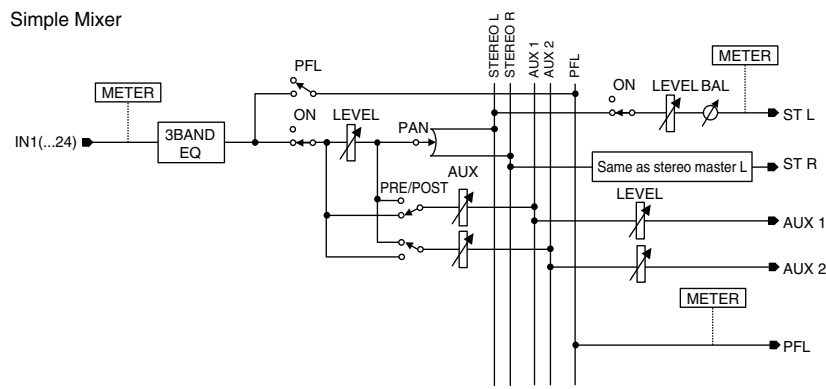 Simple Mixer
STEREO L
STEREO R
AUX 1
AUX 2
PFL
METER
PFL
ON
LEVEL
PAN
IN1(...24)
3BAND
EQ
PRE/POST
AUX
ON
LEVEL
BAL
METER
ST L
Same as stereo master L
ST R
LEVEL
AUX 1
AUX 2
METER
PFL